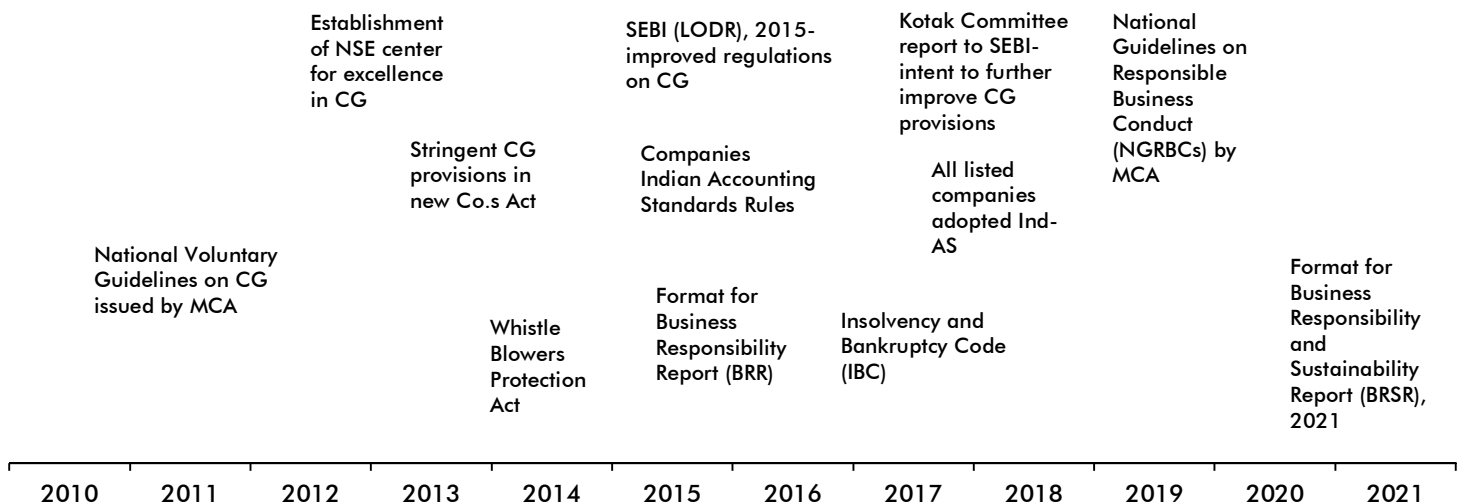 Establishment
of NSE center
for excellence
in CG
SEBI (LODR), 2015-
improved regulations
on CG
Kotak Committee
report to SEBI-
intent to further
improve CG
provisions
National
Guidelines on
Responsible
Business
Conduct
(NGRBCs) by
MCA
Stringent CG
provisions in
new Co.s Act
Companies
Indian Accounting
Standards Rules
All listed
companies
adopted Ind-
AS
National Voluntary
Guidelines on CG
issued by MCA
Whistle
Blowers
Protection
Act
Format for
Business
Responsibility
Report (BRR)
Insolvency and
Bankruptcy Code
(IBC)
Format for
Business
Responsibility
and
Sustainability
Report (BRSR),
2021
2010 2011 2012 2013 2014 2015 2016 2017 2018 2019 2020 2021